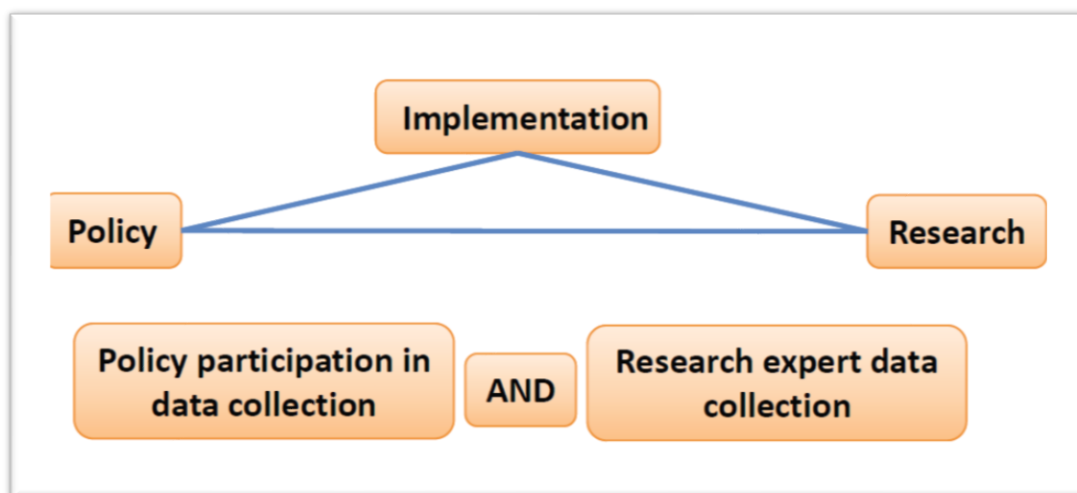 Implementation
Policy
Research
Policy participation in
data collection
AND
Research expert data
collection